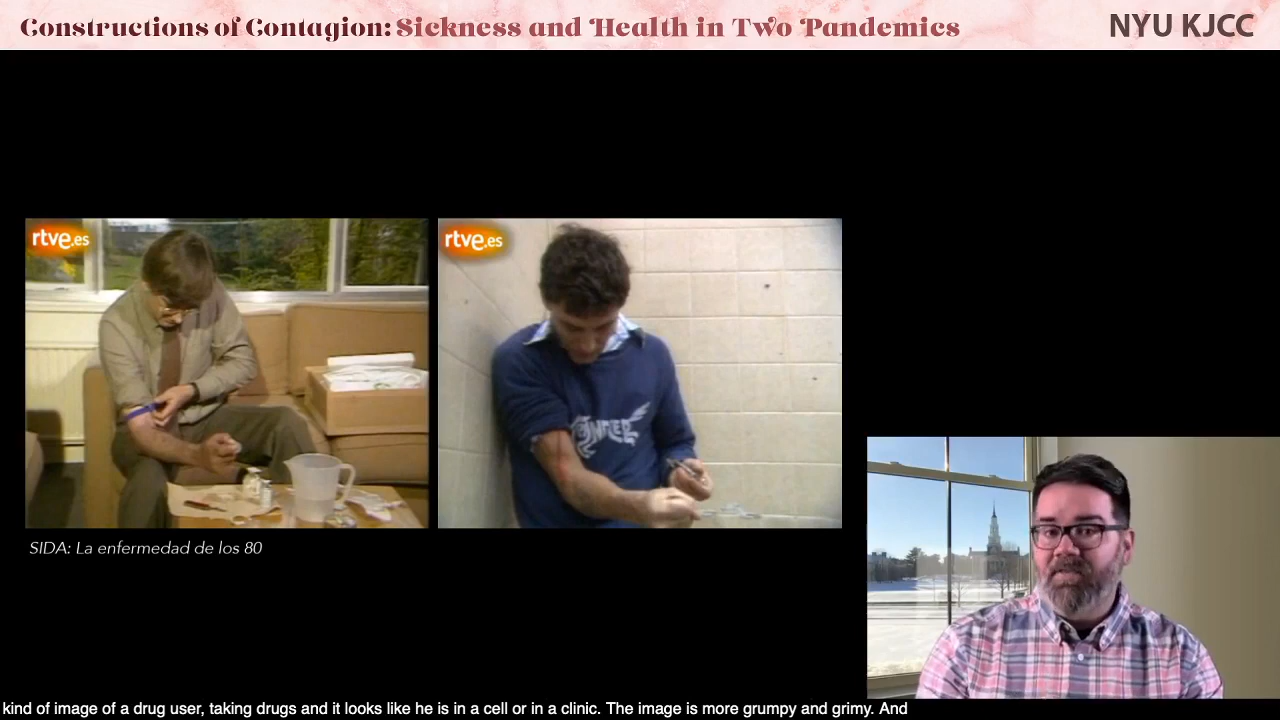 Constructions of Contagion: Sickness and Health in Two Pandemics
NYU KJCC
rtve.es
rtve.es
SIDA: La enfermedad de los 80
kind of image of a drug user, taking drugs and it looks like he is in a cell or in a clinic. The image is more grumpy and grimy. And